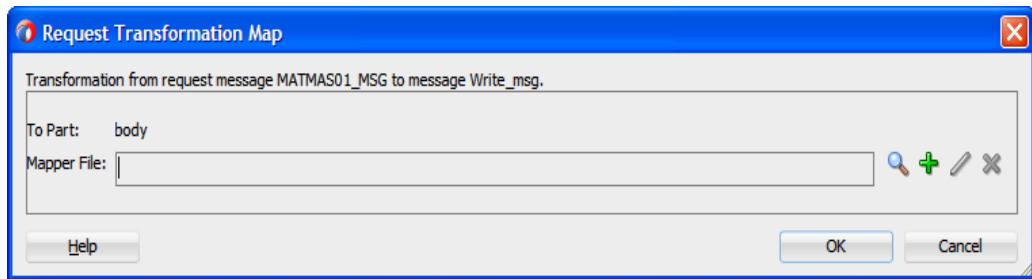 Request Transformation Map
Transformation from request message MATMAS01_MSG to message Write_msg.
To Part: body
Mapper File:
Help OK Cancel